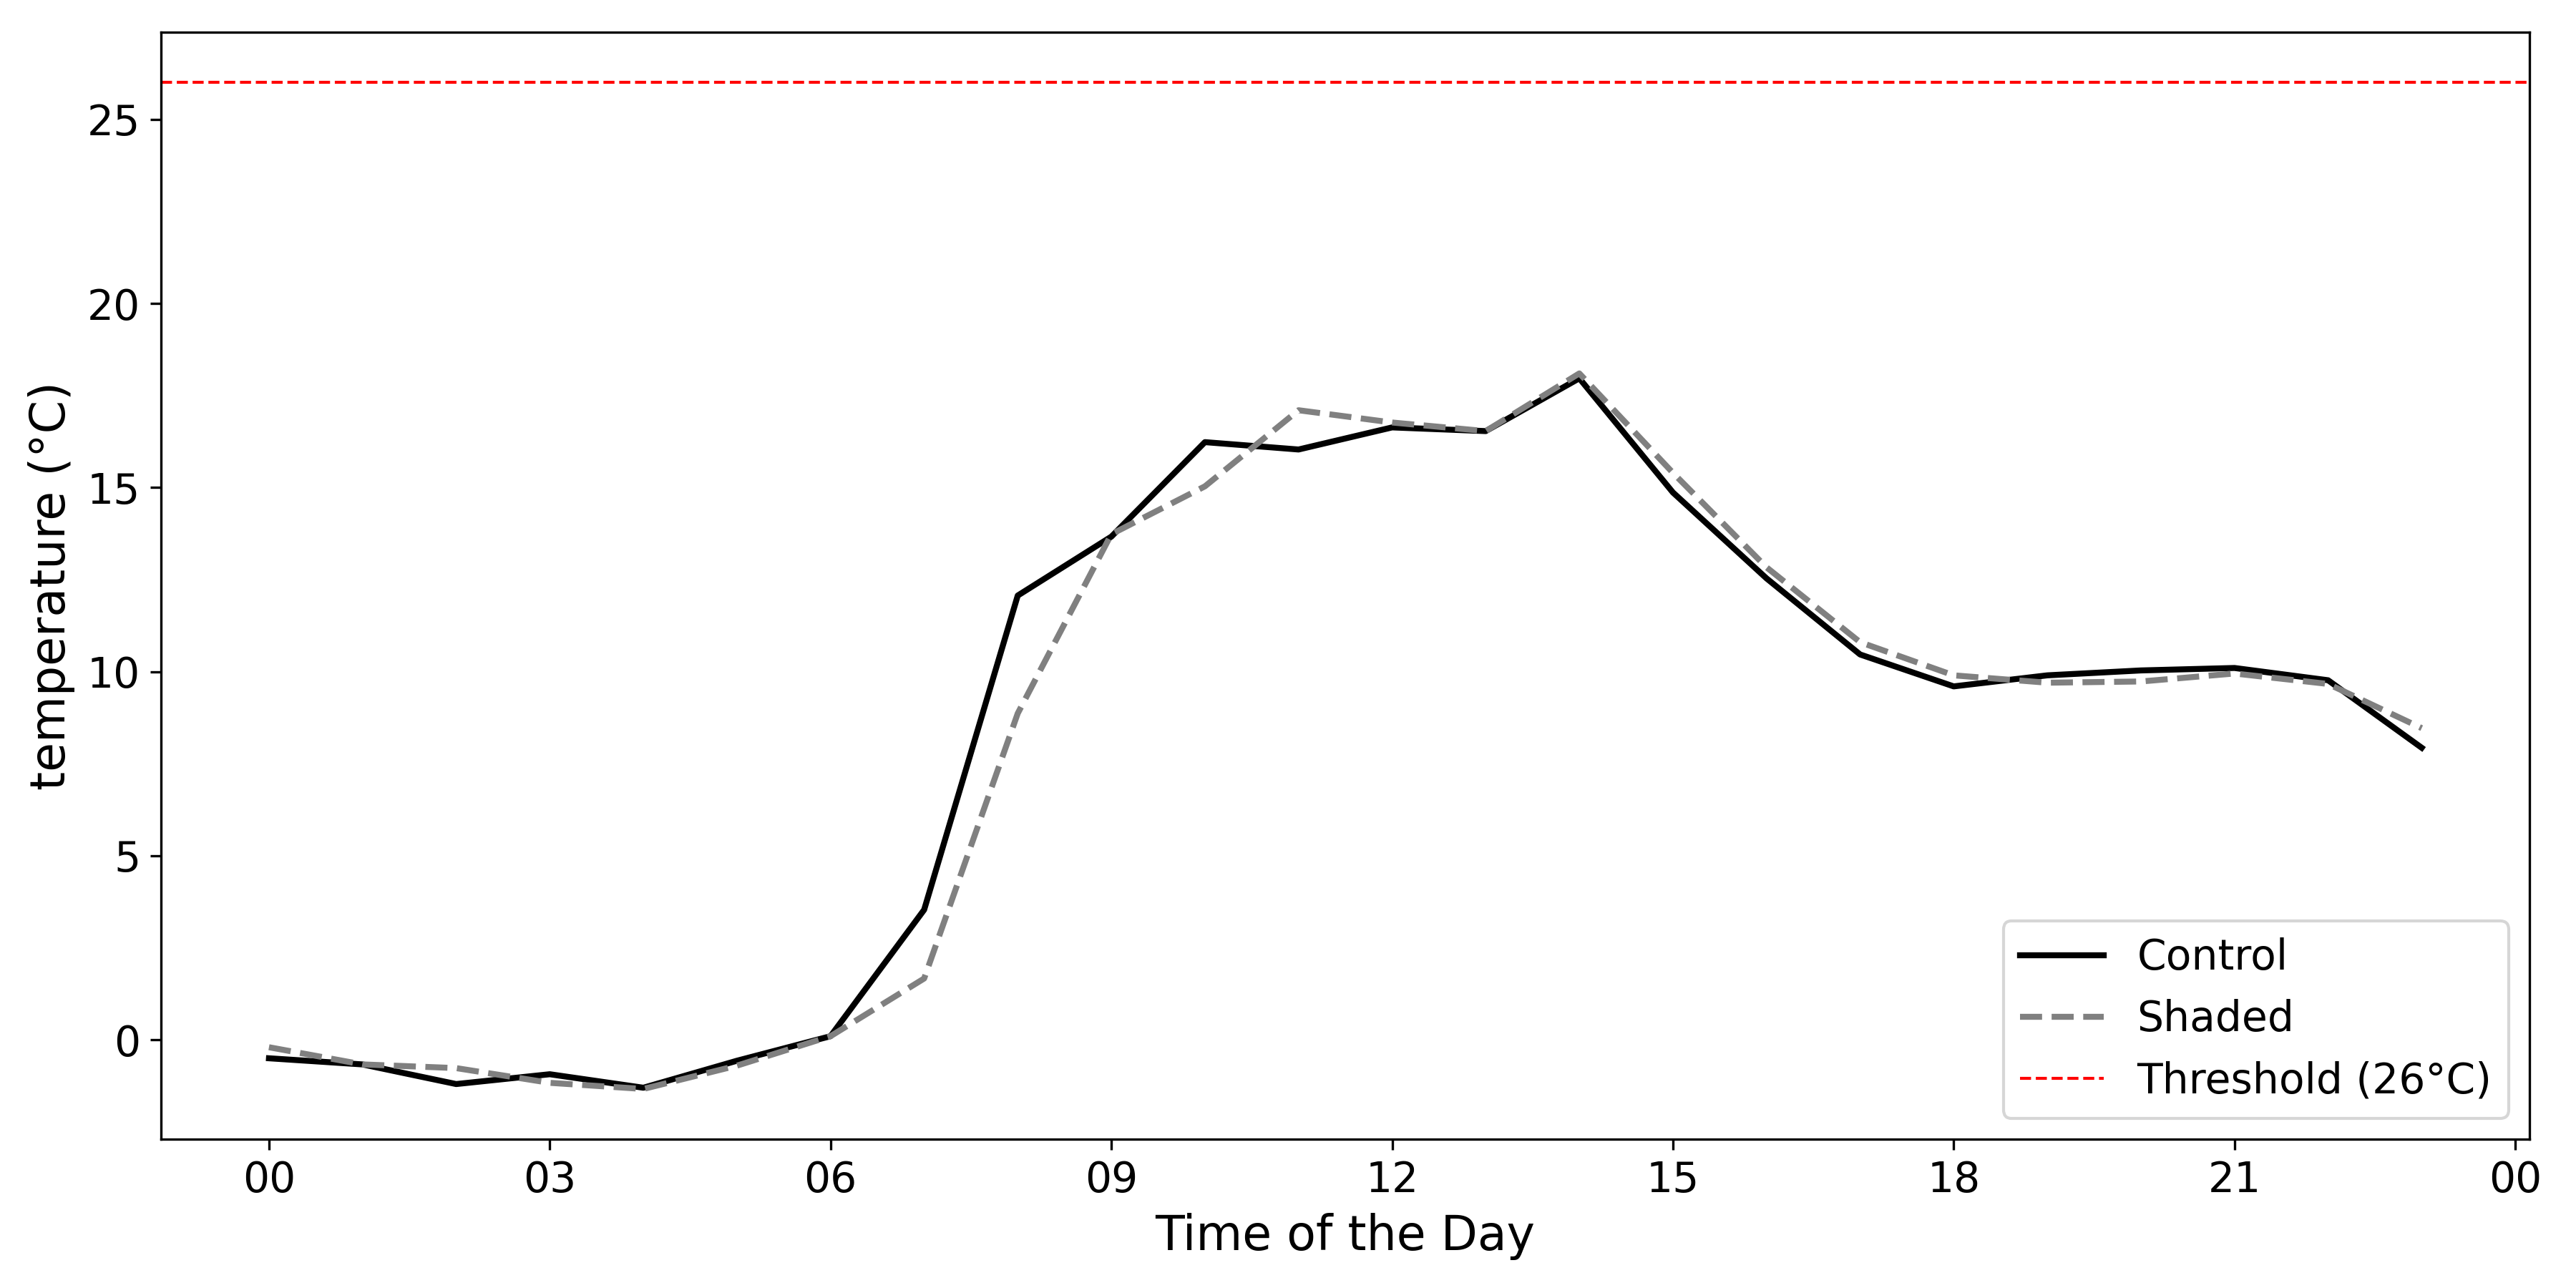 25
20
15
10
5
0
temperature (°C)
00 03 06 09 12 15 18 21 00
Time of the Day
Control
Shaded
Threshold (26°C)